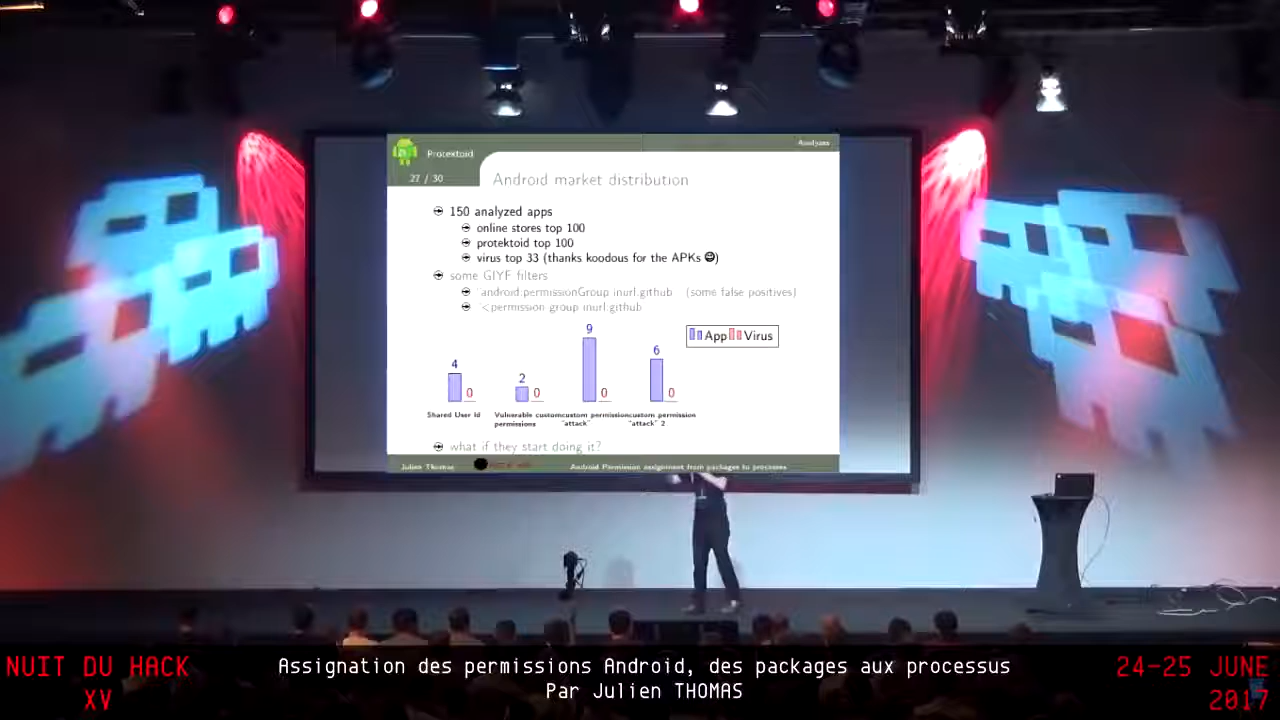 Protektoid
Analyzes
27 / 30
Android market distribution
150 analyzed apps
online stores top 100
protektoid top 100
virus top 33 (thanks koodous for the APKs
some GIYF filters
android.permissionGroup inurl:github (some false positives)
<permission group inurl:github
9
App Virus
6
4
2
0 0 0 0
Shared User Id Vulnerable custom custom permission custom permission
permissions "attack" "attack" 2
what if they start doing it?
Julien Thomas Android Permission assignment from packages to processes
NUIT DU HACK
XV
Assignation des permissions Android, des packages aux processus
Par Julien THOMAS
24-25 JUNE
2017